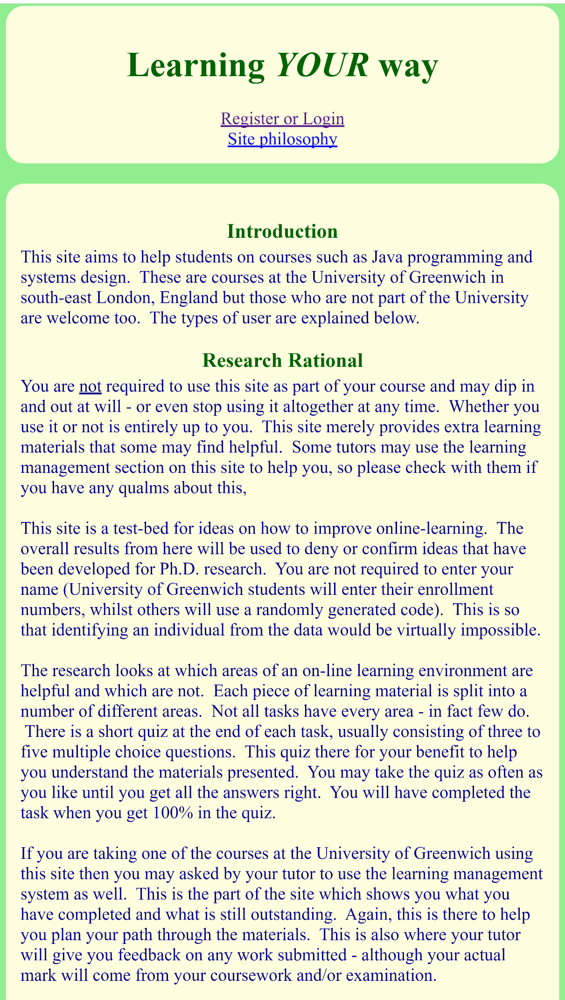 Learning YOUR way
Register or Login
Site philosophy
Introduction
This site aims to help students on courses such as Java programming and
systems design.  These are courses at the University of Greenwich in
south-east London, England but those who are not part of the University
are welcome too.  The types of user are explained below.
Research Rational
You are not required to use this site as part of your course and may dip in
and out at will - or even stop using it altogether at any time.  Whether you
use it or not is entirely up to you.  This site merely provides extra learning
materials that some may find helpful.  Some tutors may use the learning
management section on this site to help you, so please check with them if
you have any qualms about this,
This site is a test-bed for ideas on how to improve online-learning.  The
overall results from here will be used to deny or confirm ideas that have
been developed for Ph.D. research.  You are not required to enter your
name (University of Greenwich students will enter their enrollment
numbers, whilst others will use a randomly generated code).  This is so
that identifying an individual from the data would be virtually impossible.
The research looks at which areas of an on-line learning environment are
helpful and which are not.  Each piece of learning material is split into a
number of different areas.  Not all tasks have every area - in fact few do.
There is a short quiz at the end of each task, usually consisting of three to
five multiple choice questions.  This quiz there for your benefit to help
you understand the materials presented.  You may take the quiz as often as
you like until you get all the answers right.  You will have completed the
task when you get 100% in the quiz.
If you are taking one of the courses at the University of Greenwich using
this site then you may asked by your tutor to use the learning management
system as well.  This is the part of the site which shows you what you
have completed and what is still outstanding.  Again, this is there to help
you plan your path through the materials.  This is also where your tutor
will give you feedback on any work submitted - although your actual
mark will come from your coursework and/or examination.